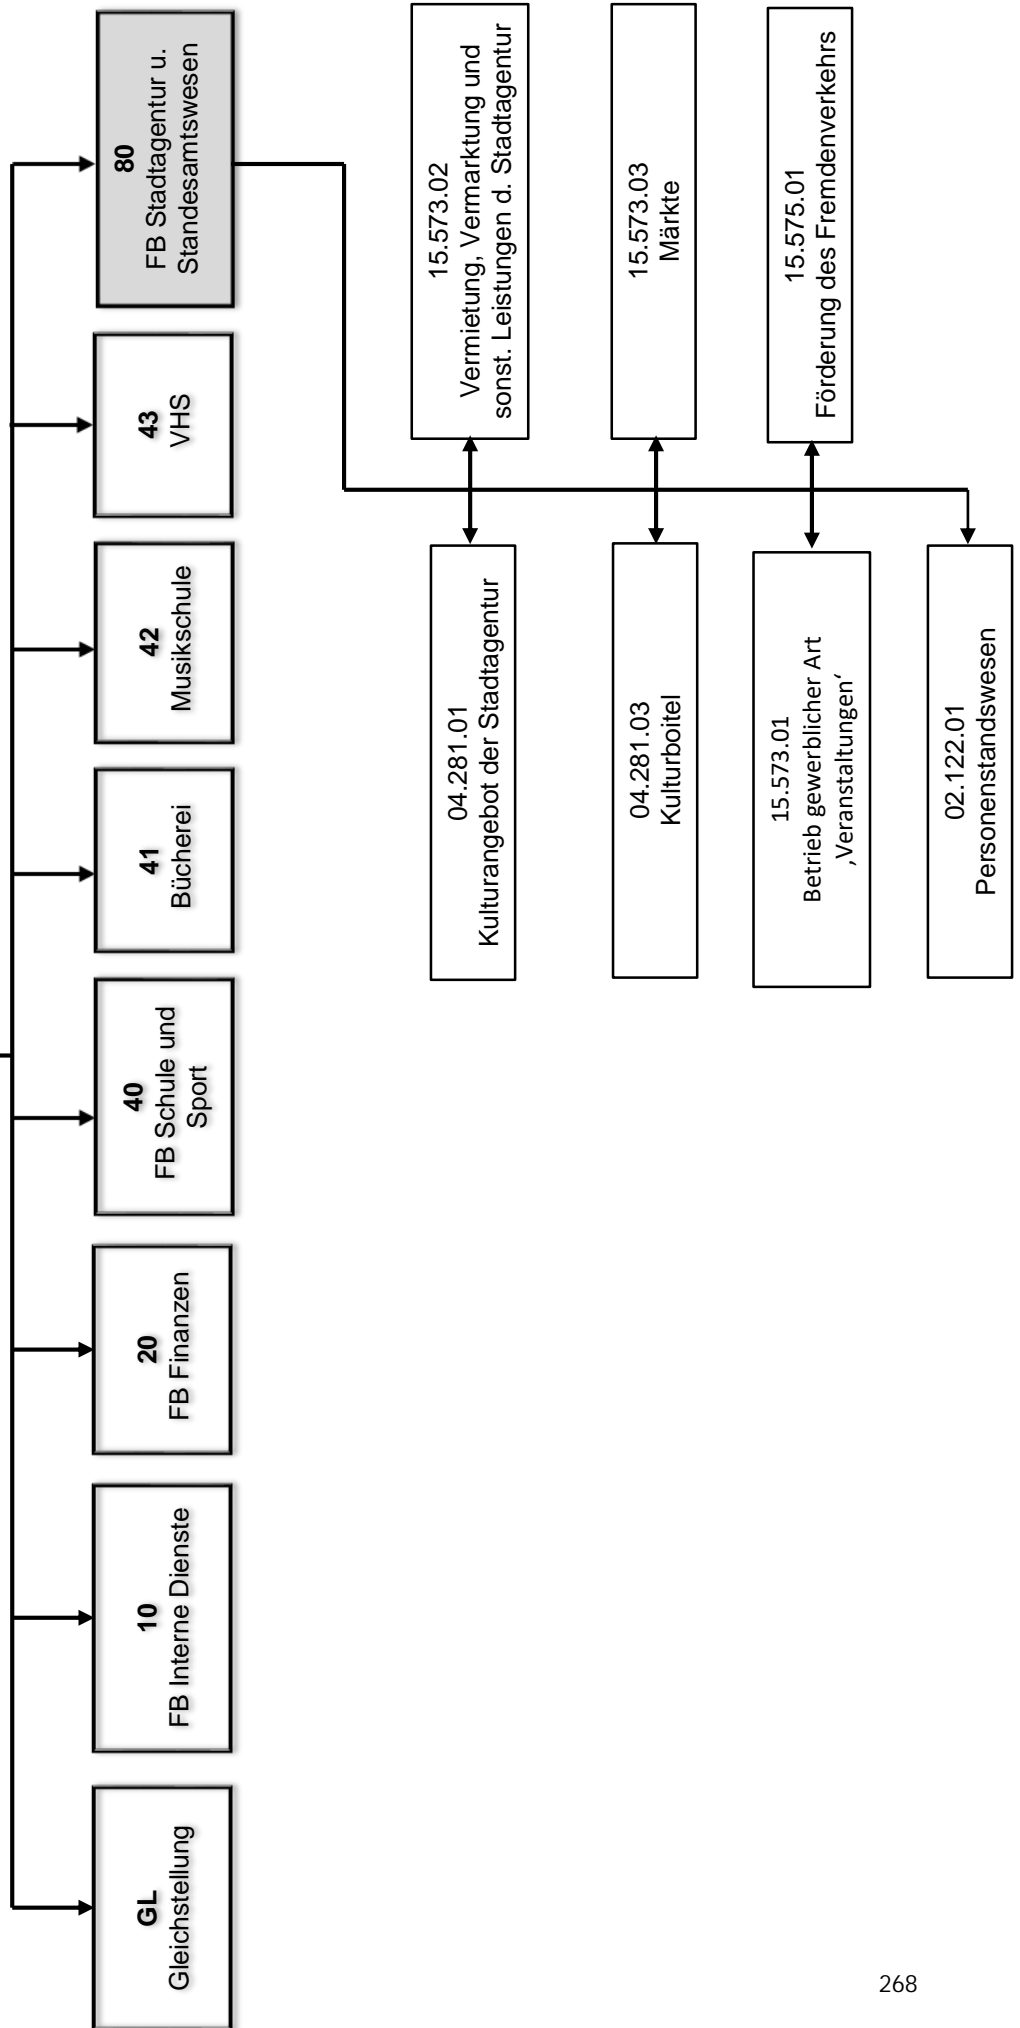 GL
Gleichstellung
10
FB Interne Dienste
20
FB Finanzen
40
FB Schule und
Sport
41
Bücherei
42
Musikschule
43
VHS
80
FB Stadtagentur u.
Standesamtswesen
04.281.01
Kulturangebot der Stadtagentur
15.573.02
Vermietung, Vermarktung und
sonst. Leistungen d. Stadtagentur
04.281.03
Kulturboitel
15.573.03
Märkte
15.573.01
Betrieb gewerblicher Art
‚Veranstaltungen‘
15.575.01
Förderung des Fremdenverkehrs
02.122.01
Personenstandswesen
268